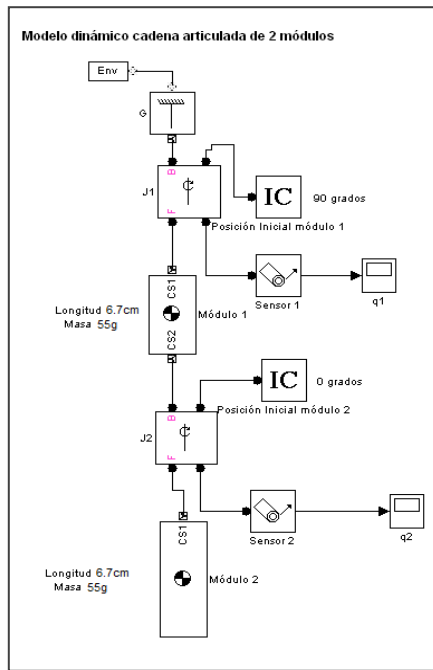 Modelo dinámico cadena articulada de 2 módulos
Env
G
B
J1
F
IC
90 grados
Posición Inicial módulo 1
CS1
Longitud 6.7cm
Masa 55g
Módulo 1
CS2
Sensor 1
q1
IC
0 grados
Posición Inicial módulo 2
B
J2
F
CS1
Sensor 2
q2
Longitud 6.7cm
Masa 55g
Módulo 2